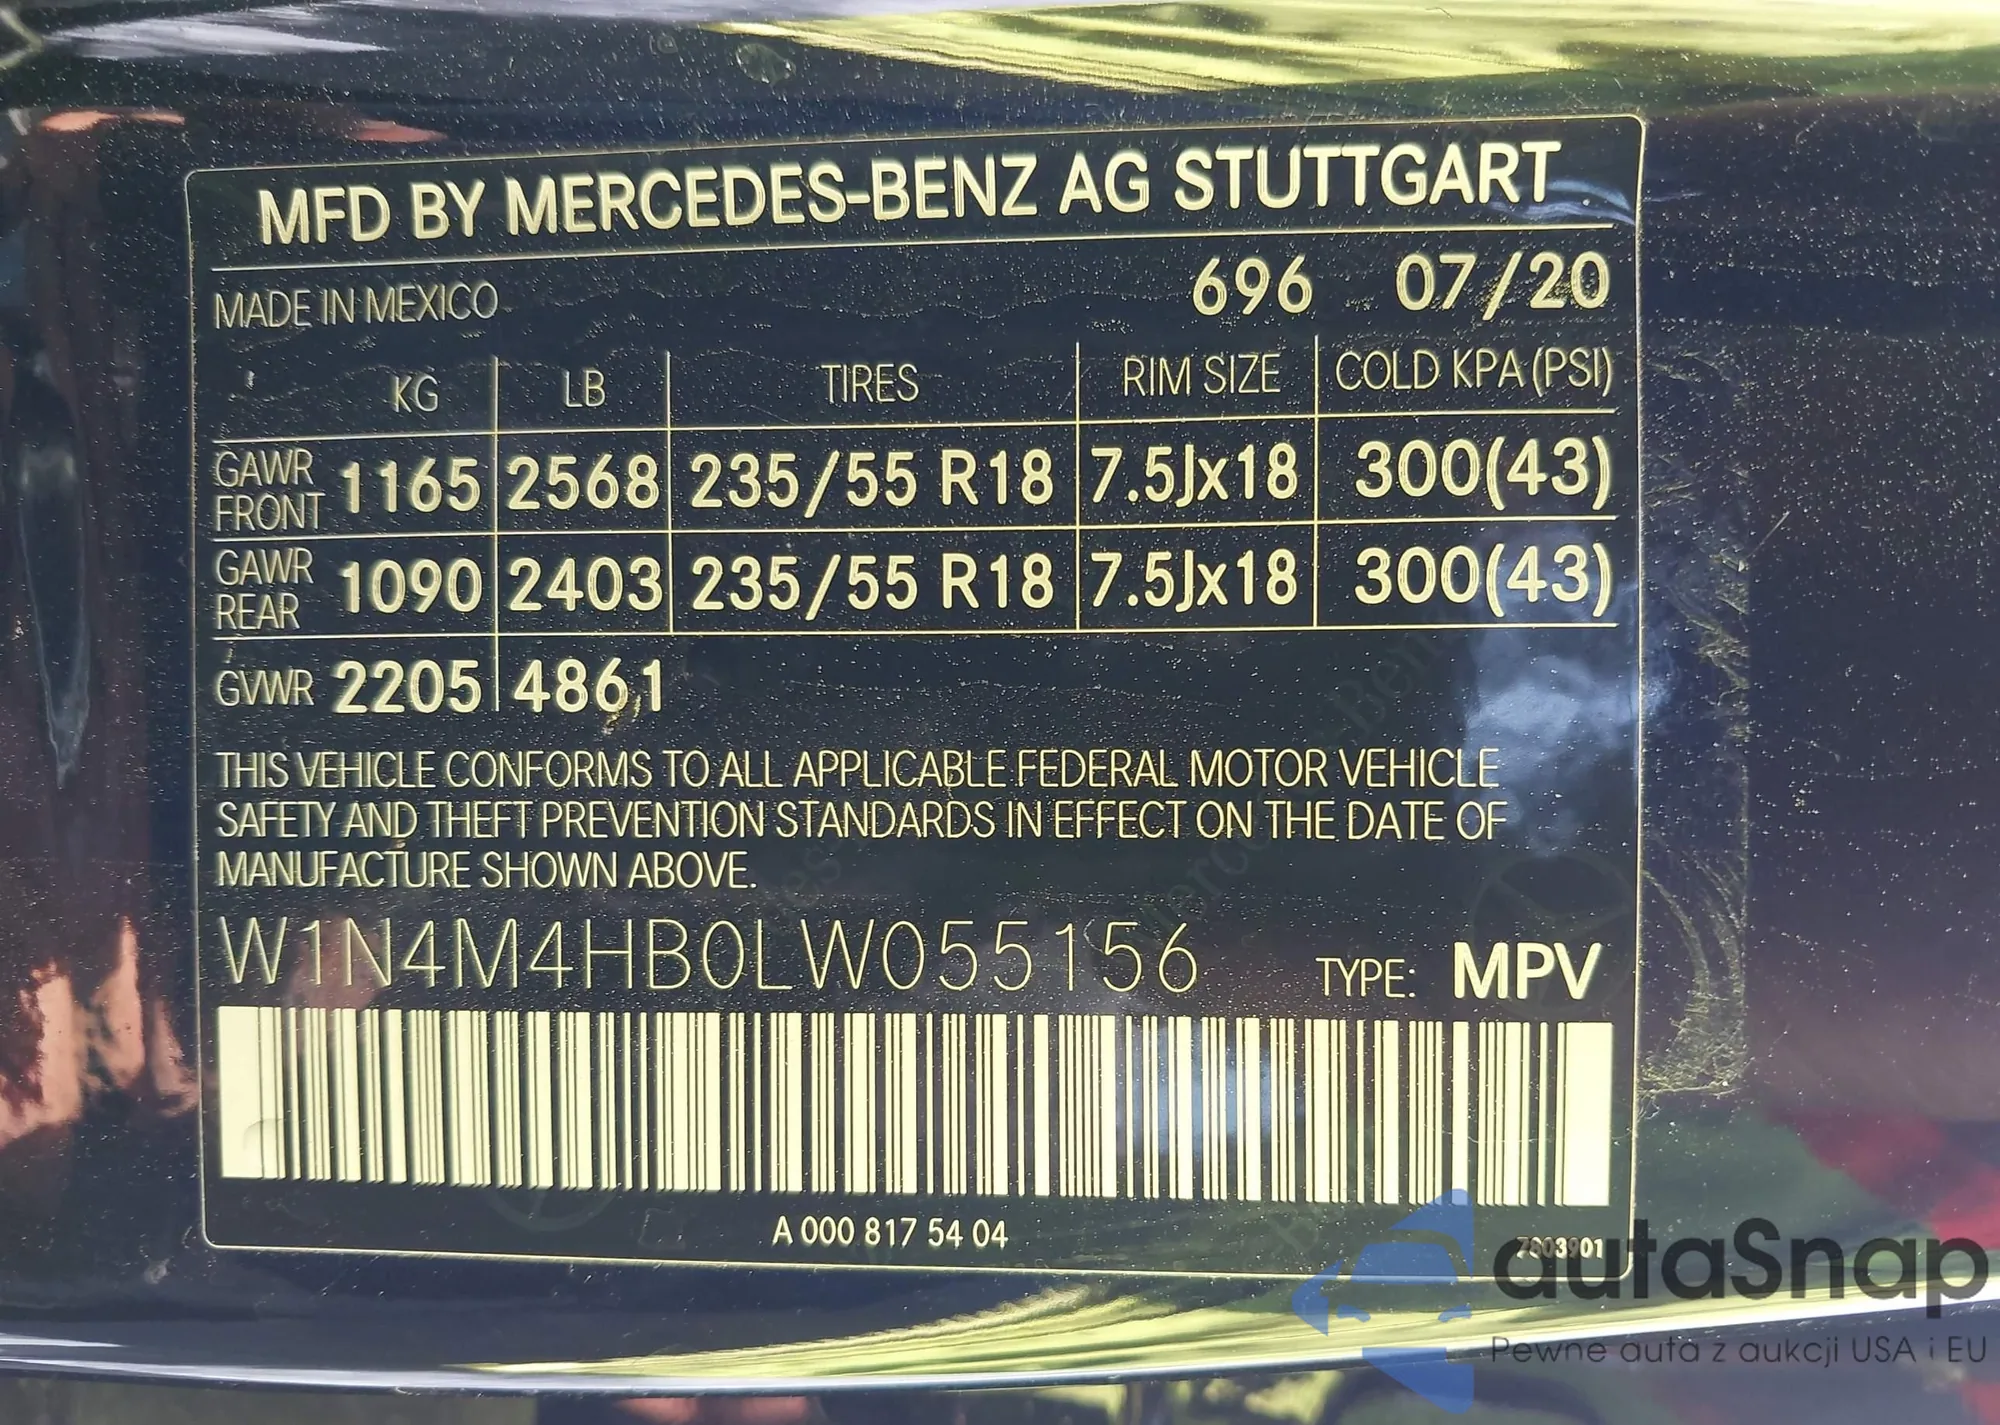 MFD BY MERCEDES-BENZ AG STUTTGART
MADE IN MEXICO 696 07/20
KG LB TIRES RIM SIZE COLD KPA (PSI)
GAWR FRONT 1165 2568 235/55 R18 7.5Jx18 300(43)
GAWR REAR 1090 2403 235/55 R18 7.5Jx18 300(43)
GVWR 2205 4861
THIS VEHICLE CONFORMS TO ALL APPLICABLE FEDERAL MOTOR VEHICLE
SAFETY AND THEFT PREVENTION STANDARDS IN EFFECT ON THE DATE OF
MANUFACTURE SHOWN ABOVE.
W1N4M4HB0LW055156 TYPE: MPV
A 000 817 54 04
autaSnap
Pewne auta z aukcji USA i EU